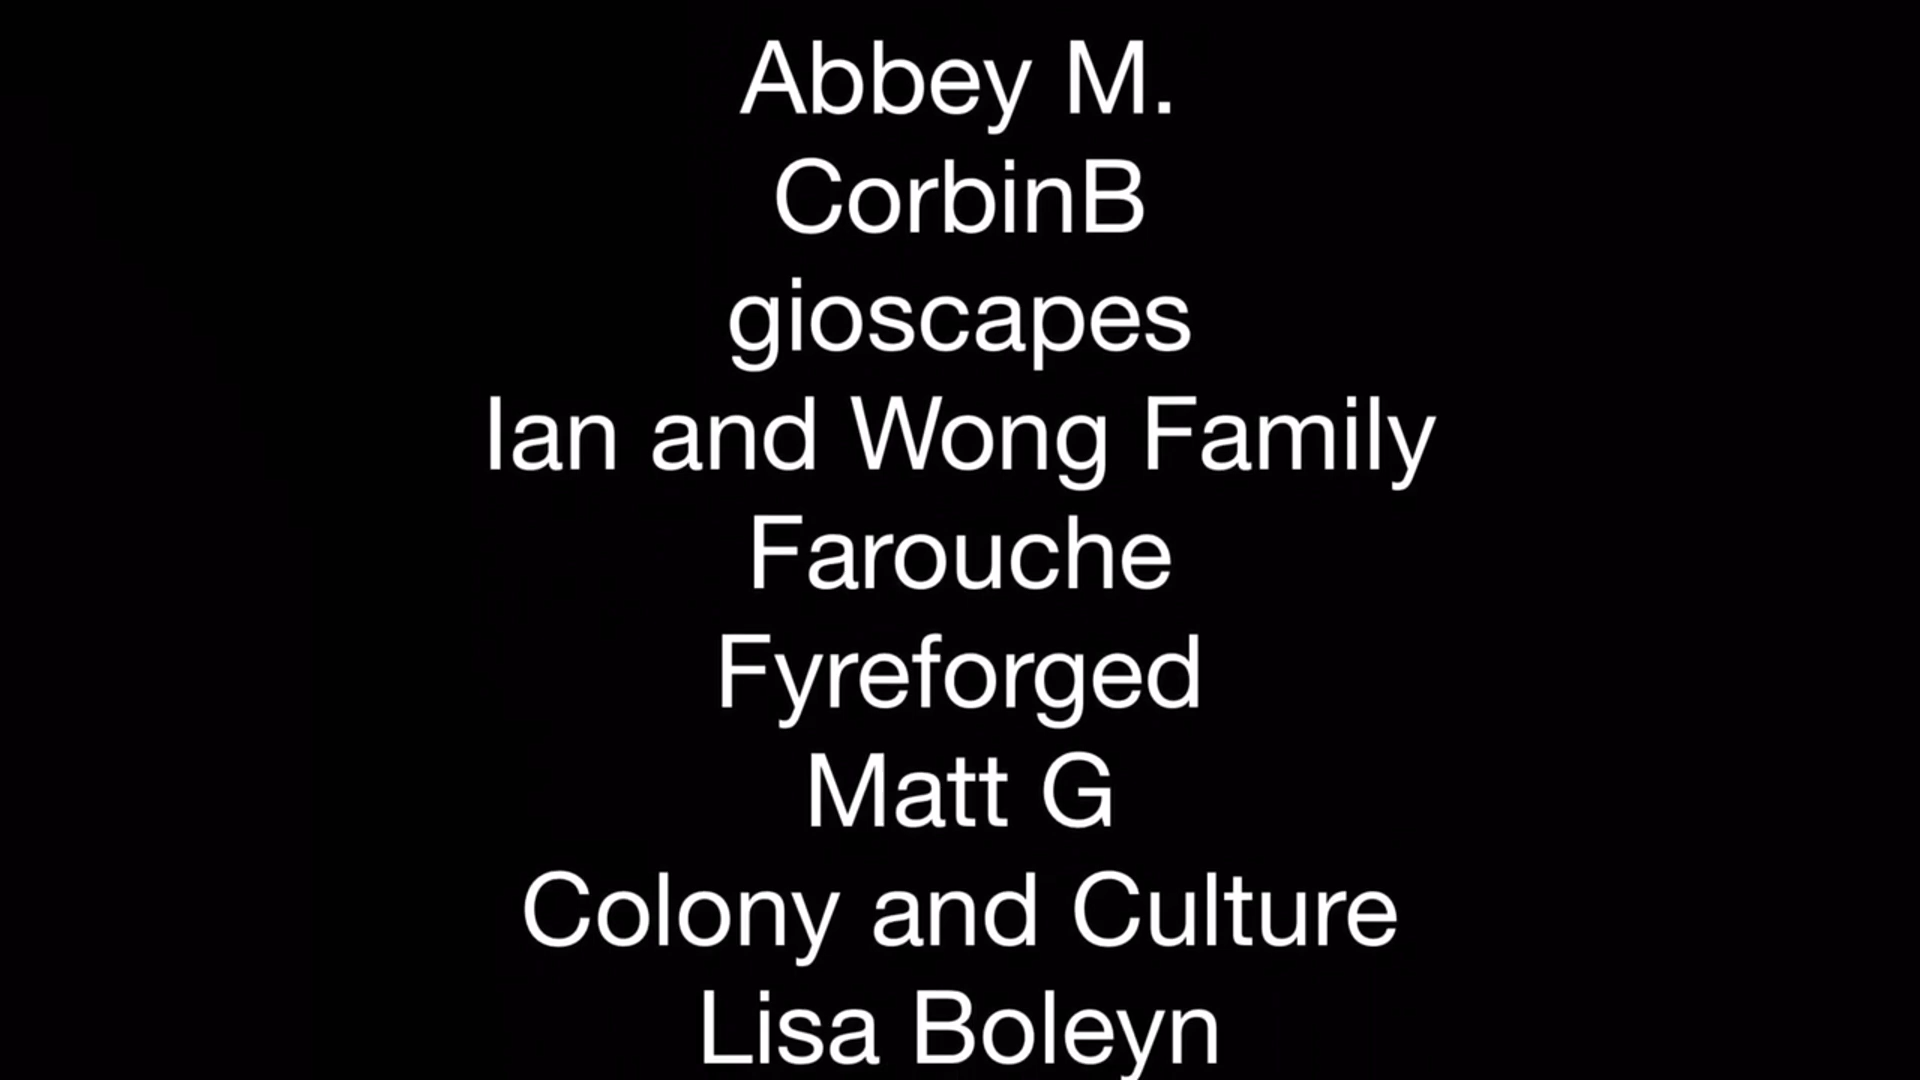 Abbey M.
CorbinB
gioscapes
Ian and Wong Family
Farouche
Fyreforged
Matt G
Colony and Culture
Lisa Boleyn